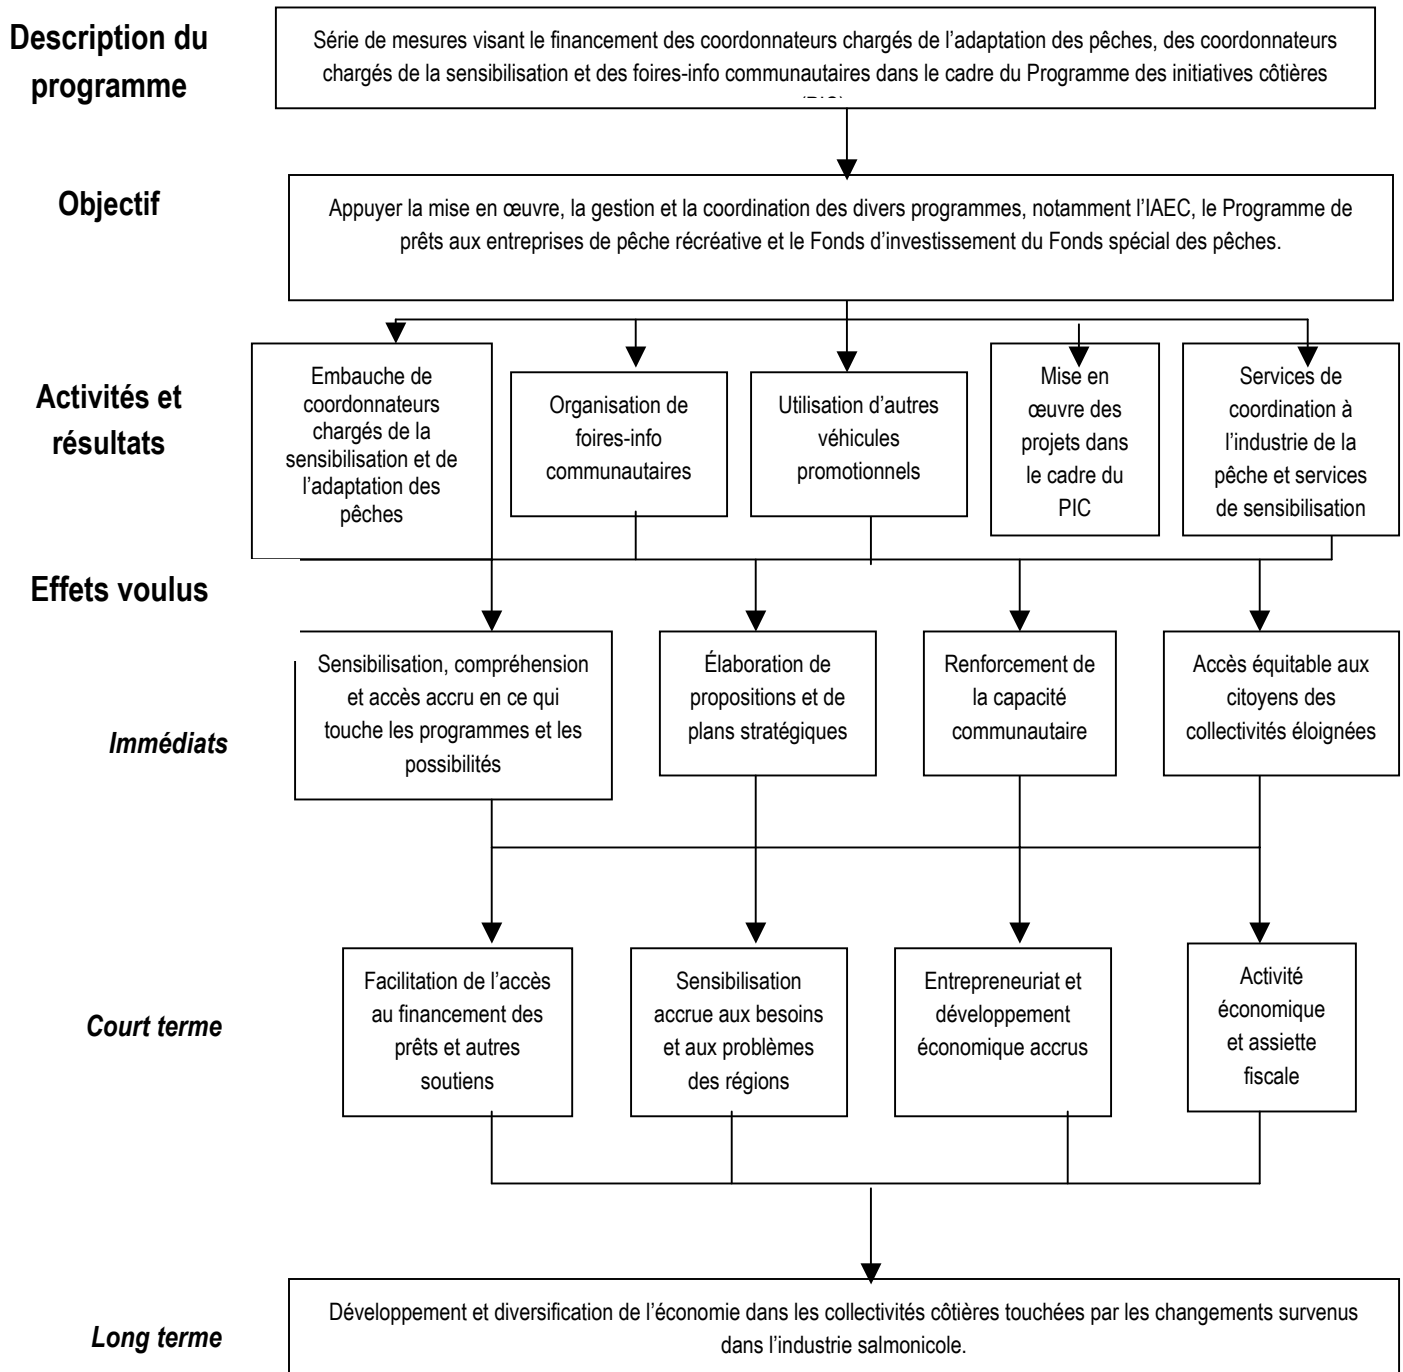 Description du
programme
Série de mesures visant le financement des coordonnateurs chargés de l’adaptation des pêches, des coordonnateurs
chargés de la sensibilisation et des foires-info communautaires dans le cadre du Programme des initiatives côtières
Objectif
Appuyer la mise en œuvre, la gestion et la coordination des divers programmes, notamment l’IAEC, le Programme de
prêts aux entreprises de pêche récréative et le Fonds d’investissement du Fonds spécial des pêches.
Activités et
résultats
Embauche de
coordonnateurs
chargés de la
sensibilisation et de
l’adaptation des
pêches
Organisation de
foires-info
communautaires
Utilisation d’autres
véhicules
promotionnels
Mise en
œuvre des
projets dans
le cadre du
PIC
Services de
coordination à
l’industrie de la
pêche et services
de sensibilisation
Effets voulus
Immédiats
Sensibilisation, compréhension
et accès accru en ce qui
touche les programmes et les
possibilités
Élaboration de
propositions et de
plans stratégiques
Renforcement de
la capacité
communautaire
Accès équitable aux
citoyens des
collectivités éloignées
Court terme
Facilitation de l’accès
au financement des
prêts et autres
soutiens
Sensibilisation
accrue aux besoins
et aux problèmes
des régions
Entrepreneuriat et
développement
économique accrus
Activité
économique
et assiette
fiscale
Long terme
Développement et diversification de l’économie dans les collectivités côtières touchées par les changements survenus
dans l’industrie salmonicole.